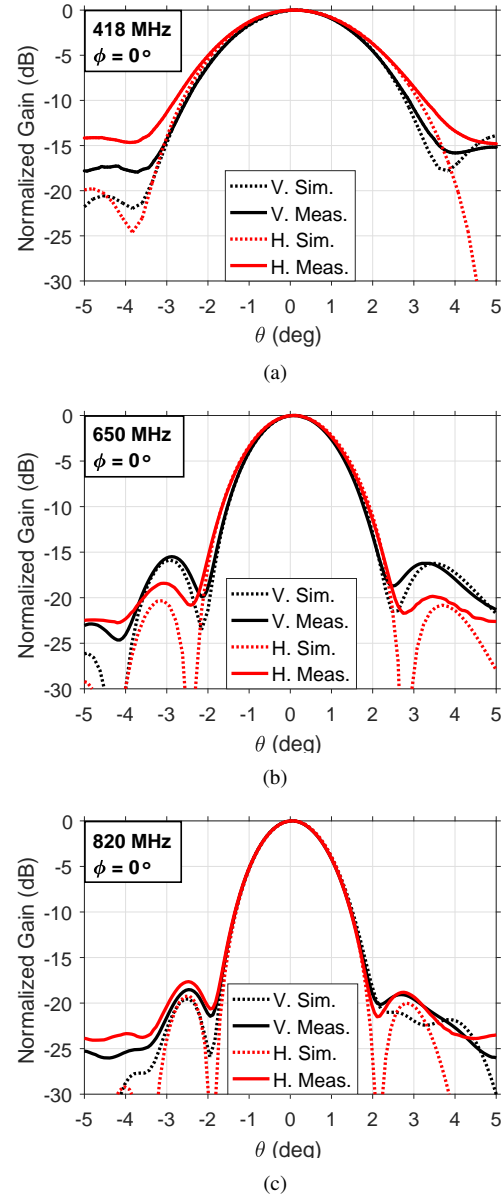 0
-5
-10
-15
-20
-25
-30
Normalized Gain (dB)
418 MHz
ϕ = 0°
V. Sim.
V. Meas.
H. Sim.
H. Meas.
-5 -4 -3 -2 -1 0 1 2 3 4 5
θ (deg)
(a)
0
-5
-10
-15
-20
-25
-30
Normalized Gain (dB)
650 MHz
ϕ = 0°
V. Sim.
V. Meas.
H. Sim.
H. Meas.
-5 -4 -3 -2 -1 0 1 2 3 4 5
θ (deg)
(b)
0
-5
-10
-15
-20
-25
-30
Normalized Gain (dB)
820 MHz
ϕ = 0°
V. Sim.
V. Meas.
H. Sim.
H. Meas.
-5 -4 -3 -2 -1 0 1 2 3 4 5
θ (deg)
(c)